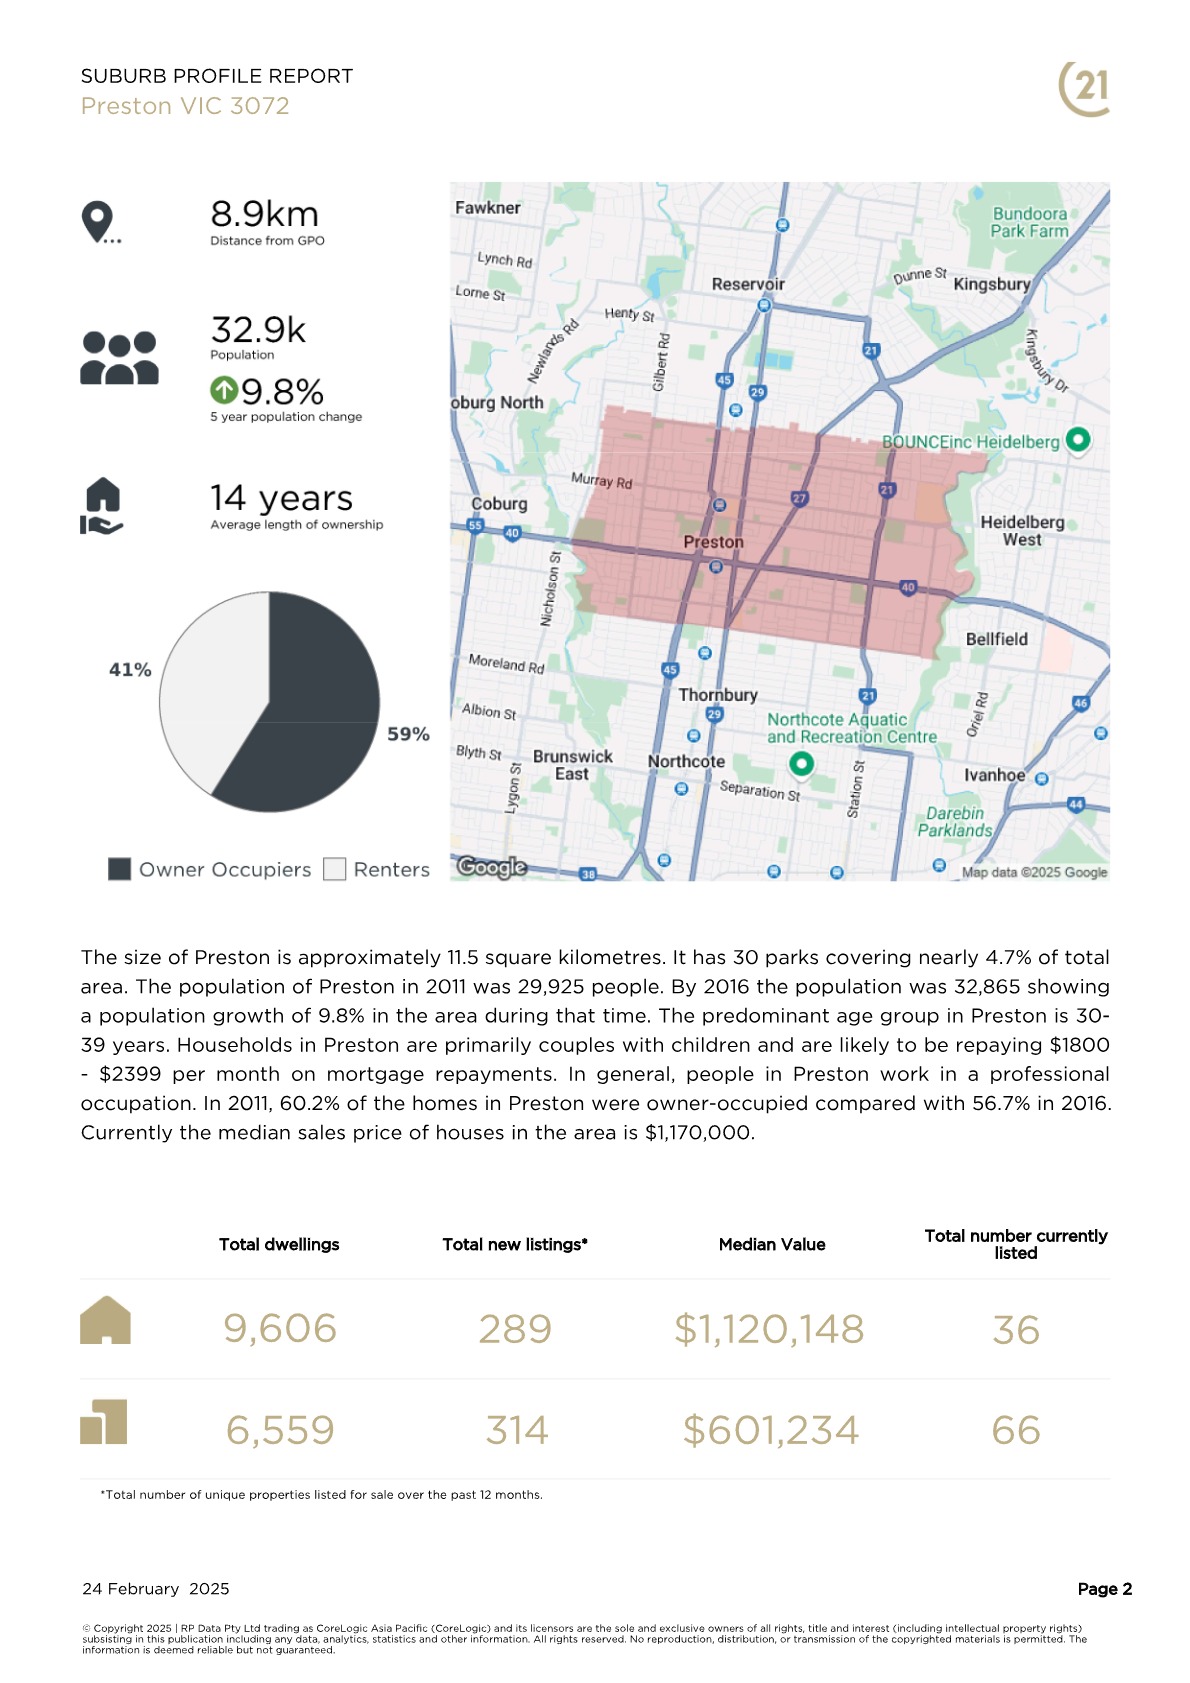 SUBURB PROFILE REPORT
Preston VIC 3072
21
8.9km
Distance from GPO
32.9k
Population
9.8%
5 year population change
14 years
Average length of ownership
41%
59%
Owner Occupiers
Renters
Fawkner
Bundoora
Park Farm
Lynch Rd
Dunne St
Kingsbury
Reservoir
Lorne St
Henty St
Newlands Rd
Gilbert Rd
Kingsbury Dr
21
45
29
oburg North
BOUNCEinc Heidelberg
Murray Rd
27
21
Coburg
55
40
Heidelberg
West
Preston
Nicholson St
40
Bellfield
Moreland Rd
45
Thornbury
21
46
Albion St
29
Northcote Aquatic
and Recreation Centre
Oriel Rd
Blyth St
Brunswick
East
Northcote
Lygon St
Separation St
Station St
Ivanhoe
44
Darebin
Parklands
Google
38
Map data ©2025 Google
The size of Preston is approximately 11.5 square kilometres. It has 30 parks covering nearly 4.7% of total
area. The population of Preston in 2011 was 29,925 people. By 2016 the population was 32,865 showing
a population growth of 9.8% in the area during that time. The predominant age group in Preston is 30-
39 years. Households in Preston are primarily couples with children and are likely to be repaying $1800
- $2399 per month on mortgage repayments. In general, people in Preston work in a professional
occupation. In 2011, 60.2% of the homes in Preston were owner-occupied compared with 56.7% in 2016.
Currently the median sales price of houses in the area is $1,170,000.
Total dwellings
Total new listings*
Median Value
Total number currently
listed
9,606
289
$1,120,148
36
6,559
314
$601,234
66
*Total number of unique properties listed for sale over the past 12 months.
24 February 2025
Page 2
© Copyright 2025 | RP Data Pty Ltd trading as CoreLogic Asia Pacific (CoreLogic) and its licensors are the sole and exclusive owners of all rights, title and interest (including intellectual property rights)
subsisting in this publication including any data, analytics, statistics and other information. All rights reserved. No reproduction, distribution, or transmission of the copyrighted materials is permitted. The
information is deemed reliable but not guaranteed.